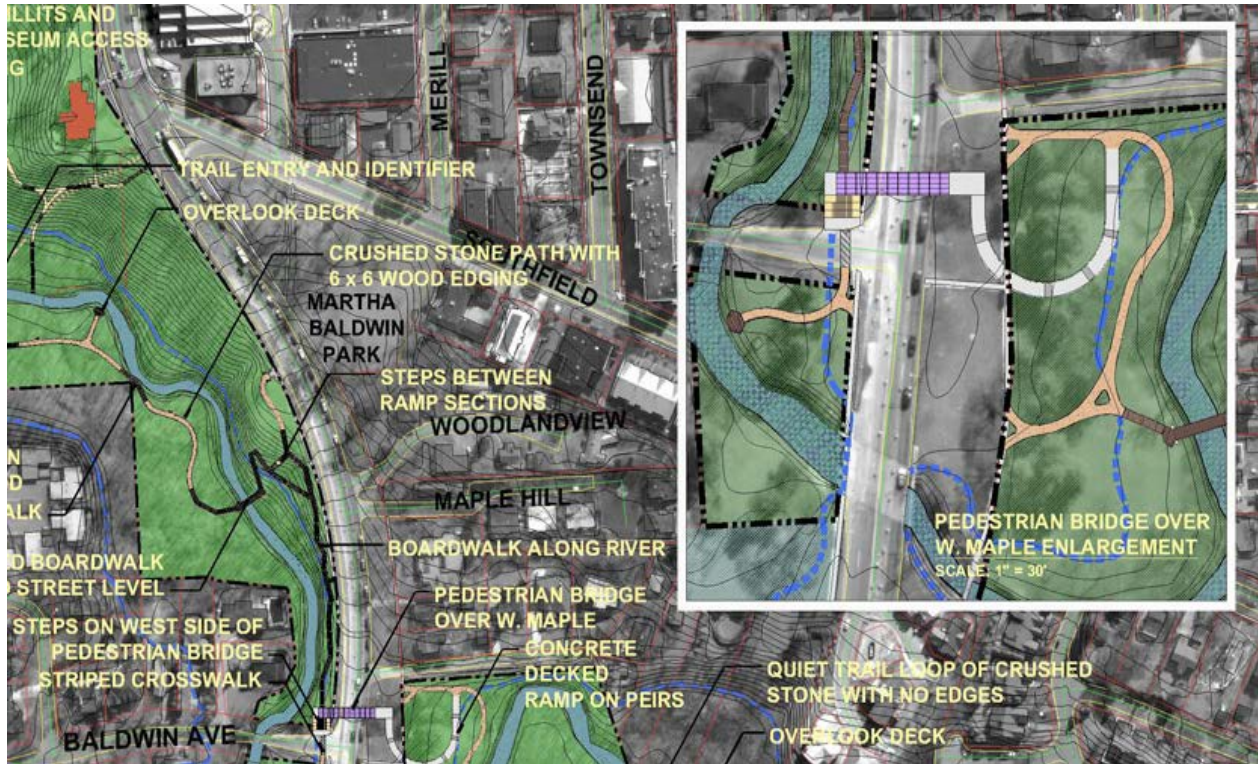 ILLITS AND
SEUM ACCESS
G
TRAIL ENTRY AND IDENTIFIER
OVERLOOK DECK
CRUSHED STONE PATH WITH
6 x 6 WOOD EDGING
MERILL
TOWNSEND
SOUTHFIELD
MARTHA
BALDWIN
PARK
STEPS BETWEEN
RAMP SECTIONS
WOODLANDVIEW
MAPLE HILL
N
D
ALK
D BOARDWALK
STREET LEVEL
BOARDWALK ALONG RIVER
STEPS ON WEST SIDE OF
PEDESTRIAN BRIDGE
STRIPED CROSSWALK
BALDWIN AVE
PEDESTRIAN BRIDGE
OVER W. MAPLE
CONCRETE
DECKED
RAMP ON PEIRS
QUIET TRAIL LOOP OF CRUSHED
STONE WITH NO EDGES
OVERLOOK DECK
PEDESTRIAN BRIDGE OVER
W. MAPLE ENLARGEMENT
SCALE: 1" = 30'